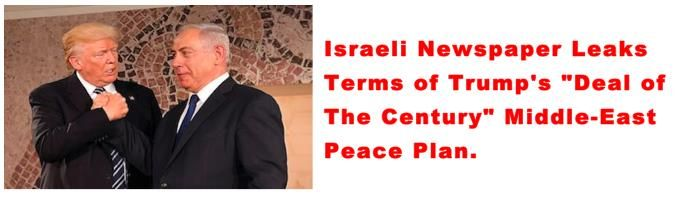 Israeli Newspaper Leaks
Terms of Trump's "Deal of
The Century" Middle-East
Peace Plan.